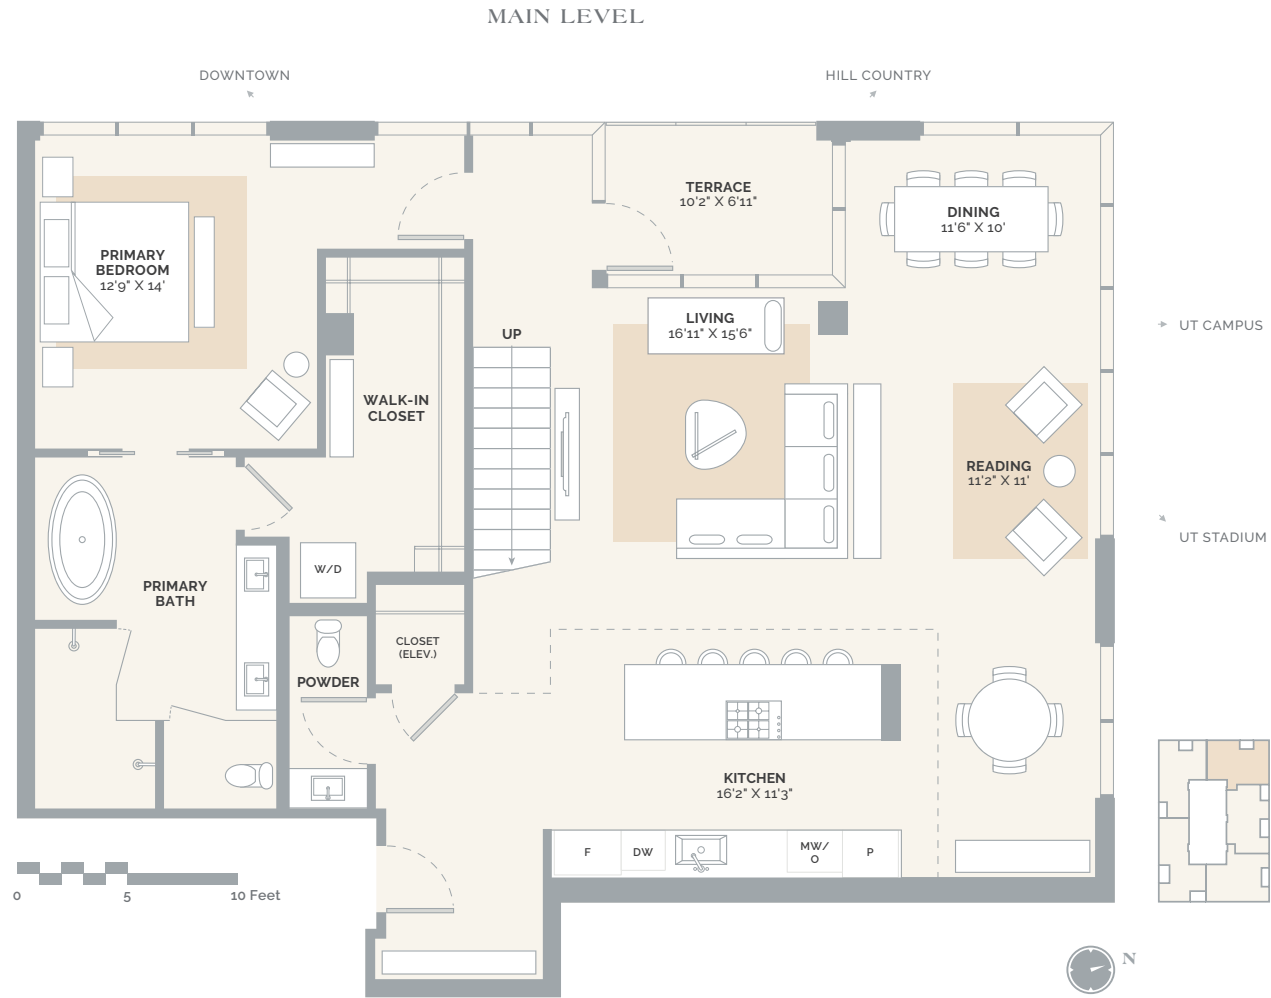 MAIN LEVEL
DOWNTOWN
HILL COUNTRY
TERRACE
10'2" X 6'11"
DINING
11'6" X 10'
PRIMARY
BEDROOM
12'9" X 14'
LIVING
16'11" X 15'6"
UP
UT CAMPUS
WALK-IN
CLOSET
READING
11'2" X 11'
UT STADIUM
W/D
PRIMARY
BATH
CLOSET
(ELEV.)
POWDER
KITCHEN
16'2" X 11'3"
F
DW
MW/
O
P
0
5
10 Feet
N